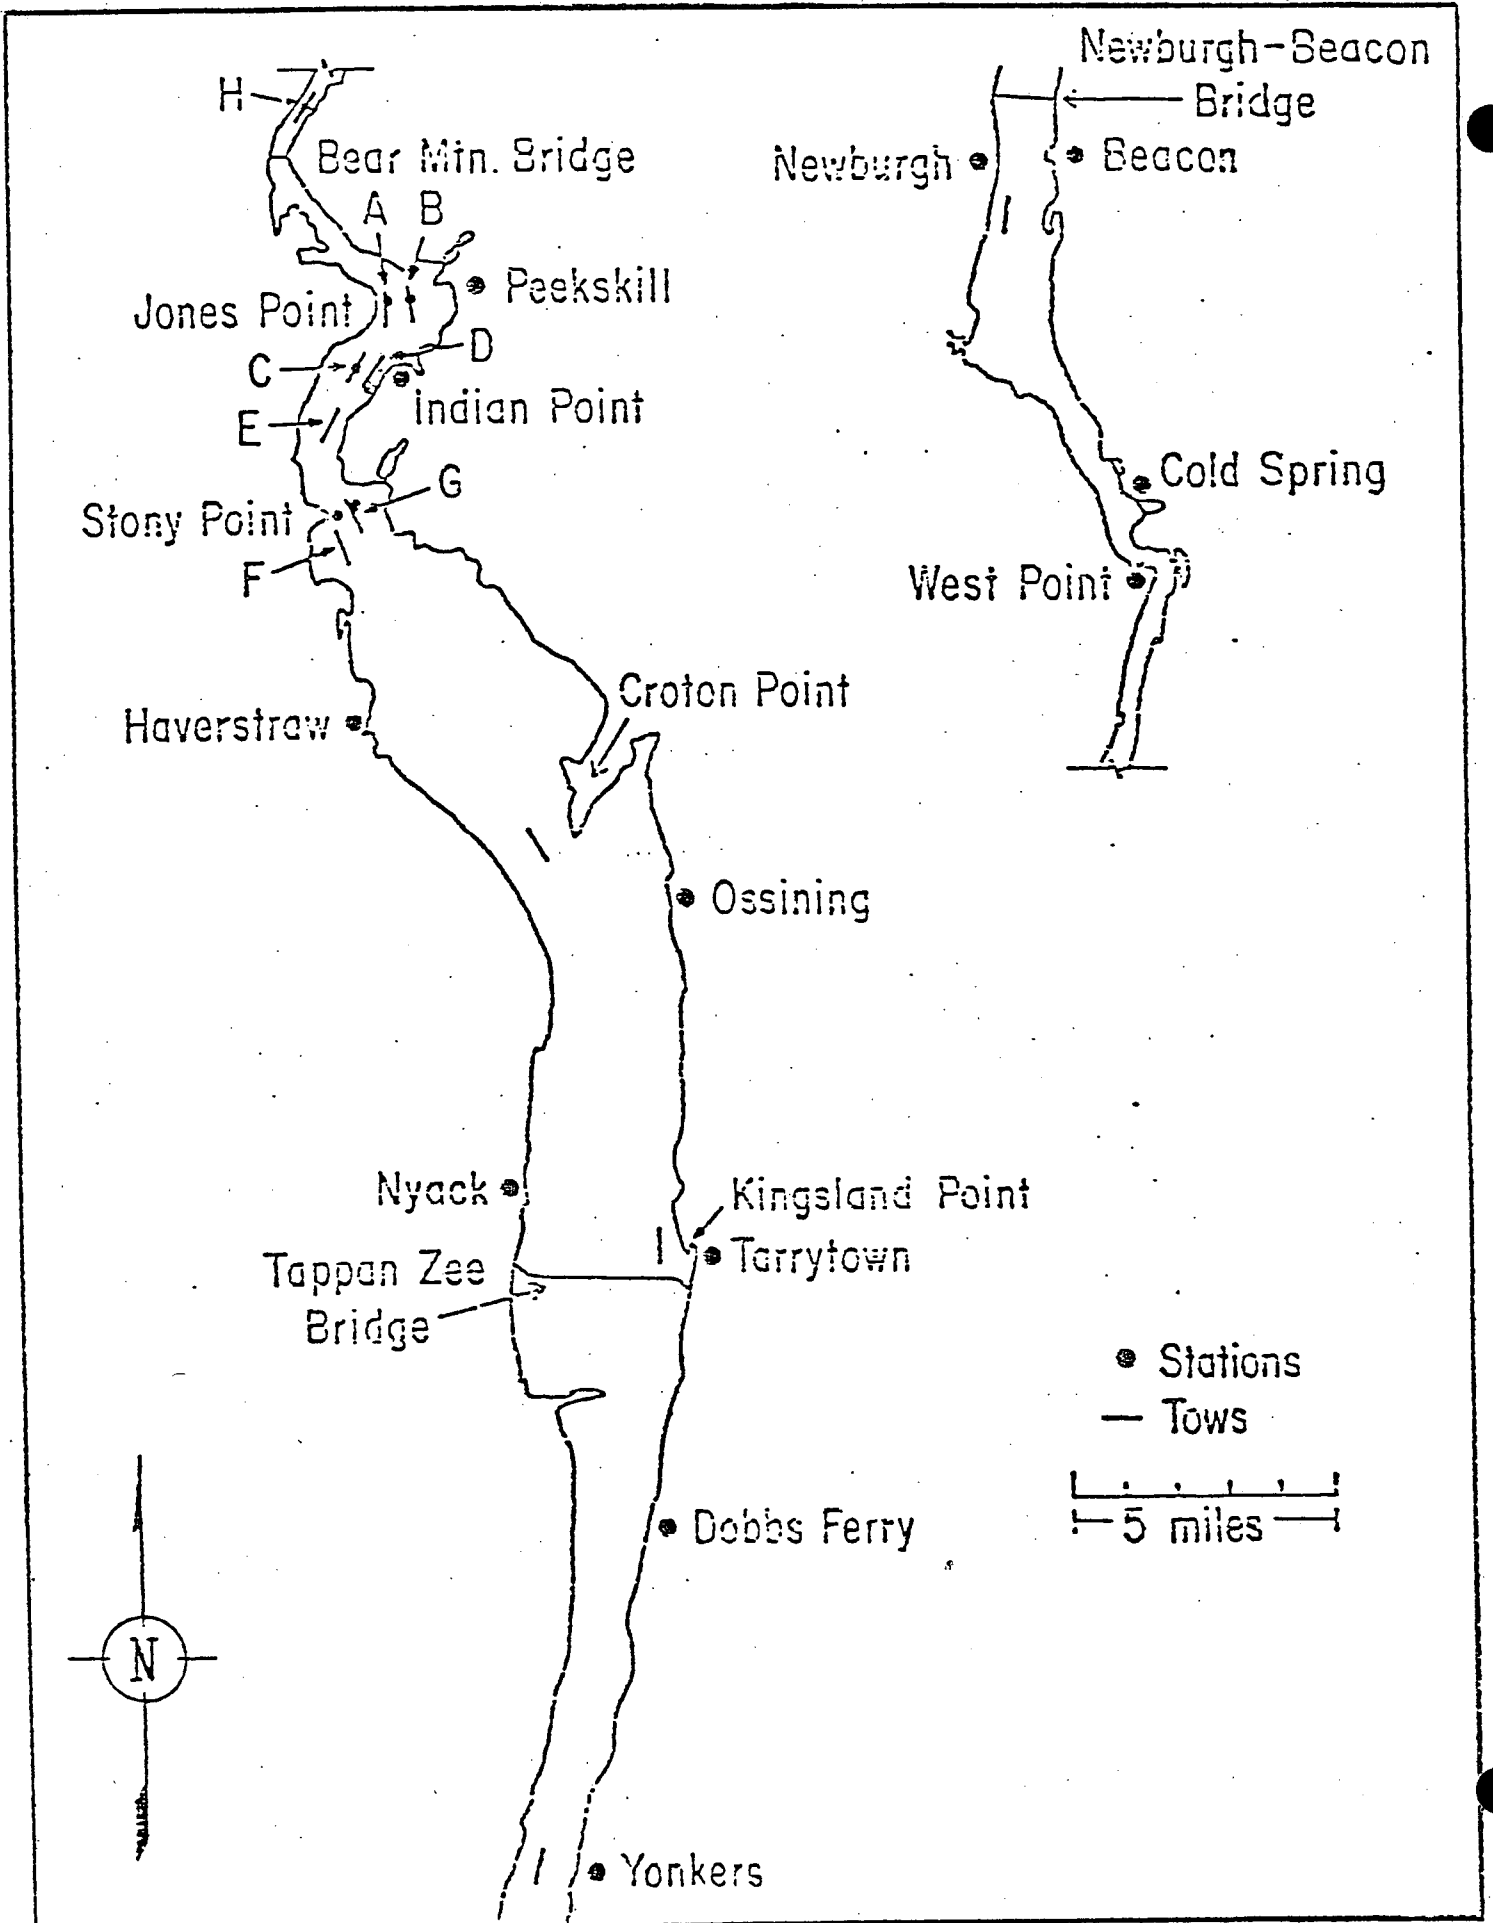 Newburgh-Beacon
Bridge
H
Bear Mtn. Bridge
Newburgh
Beacon
A
B
Peekskill
Jones Point
D
C
Indian Point
E
Cold Spring
G
Stony Point
F
West Point
Croton Point
Haverstraw
Ossining
Nyack
Kingsland Point
Tarrytown
Tappan Zee
Bridge
Stations
Tows
5 miles
Dobbs Ferry
N
Yonkers